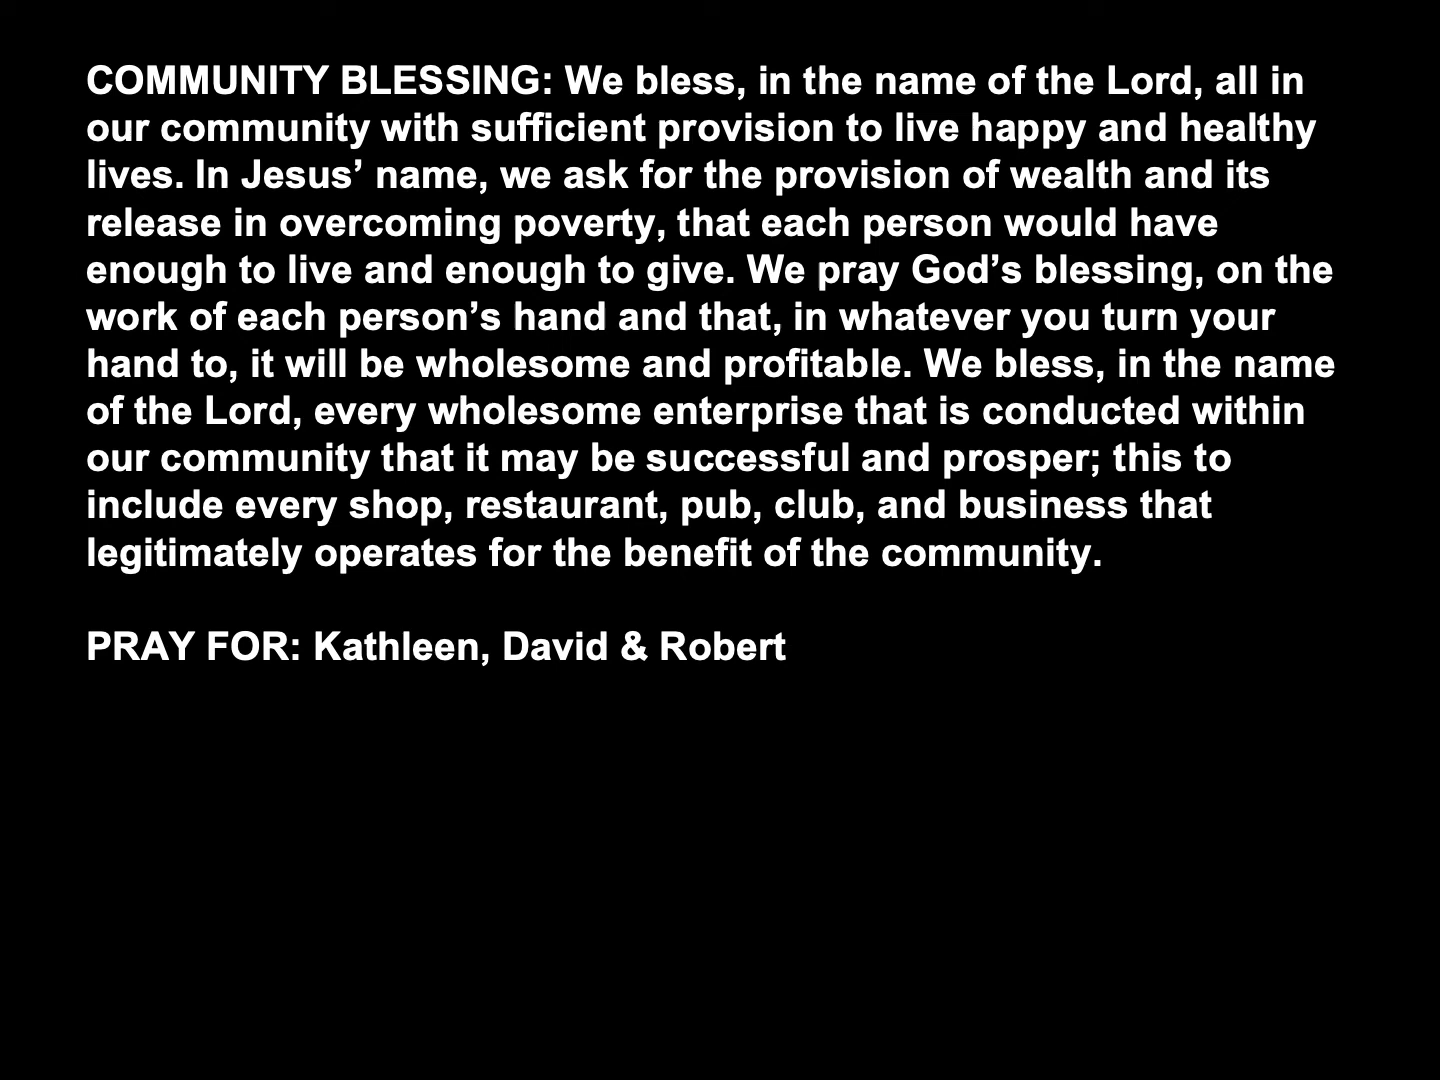 COMMUNITY BLESSING: We bless, in the name of the Lord, all in
our community with sufficient provision to live happy and healthy
lives. In Jesus’ name, we ask for the provision of wealth and its
release in overcoming poverty, that each person would have
enough to live and enough to give. We pray God’s blessing, on the
work of each person’s hand and that, in whatever you turn your
hand to, it will be wholesome and profitable. We bless, in the name
of the Lord, every wholesome enterprise that is conducted within
our community that it may be successful and prosper; this to
include every shop, restaurant, pub, club, and business that
legitimately operates for the benefit of the community.
PRAY FOR: Kathleen, David & Robert